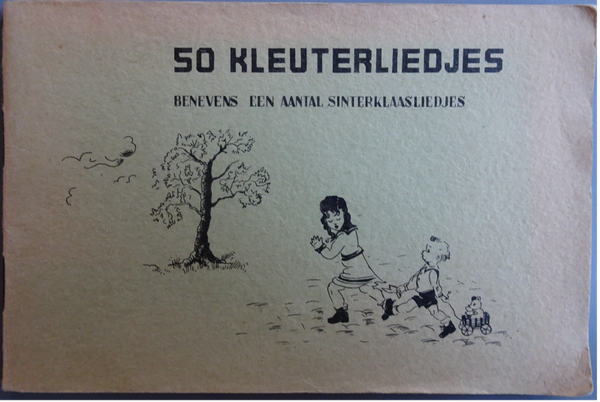 50 KLEUTERLIEDJES
BENEVENS EEN AANTAL SINTERKLAASLIEDJES